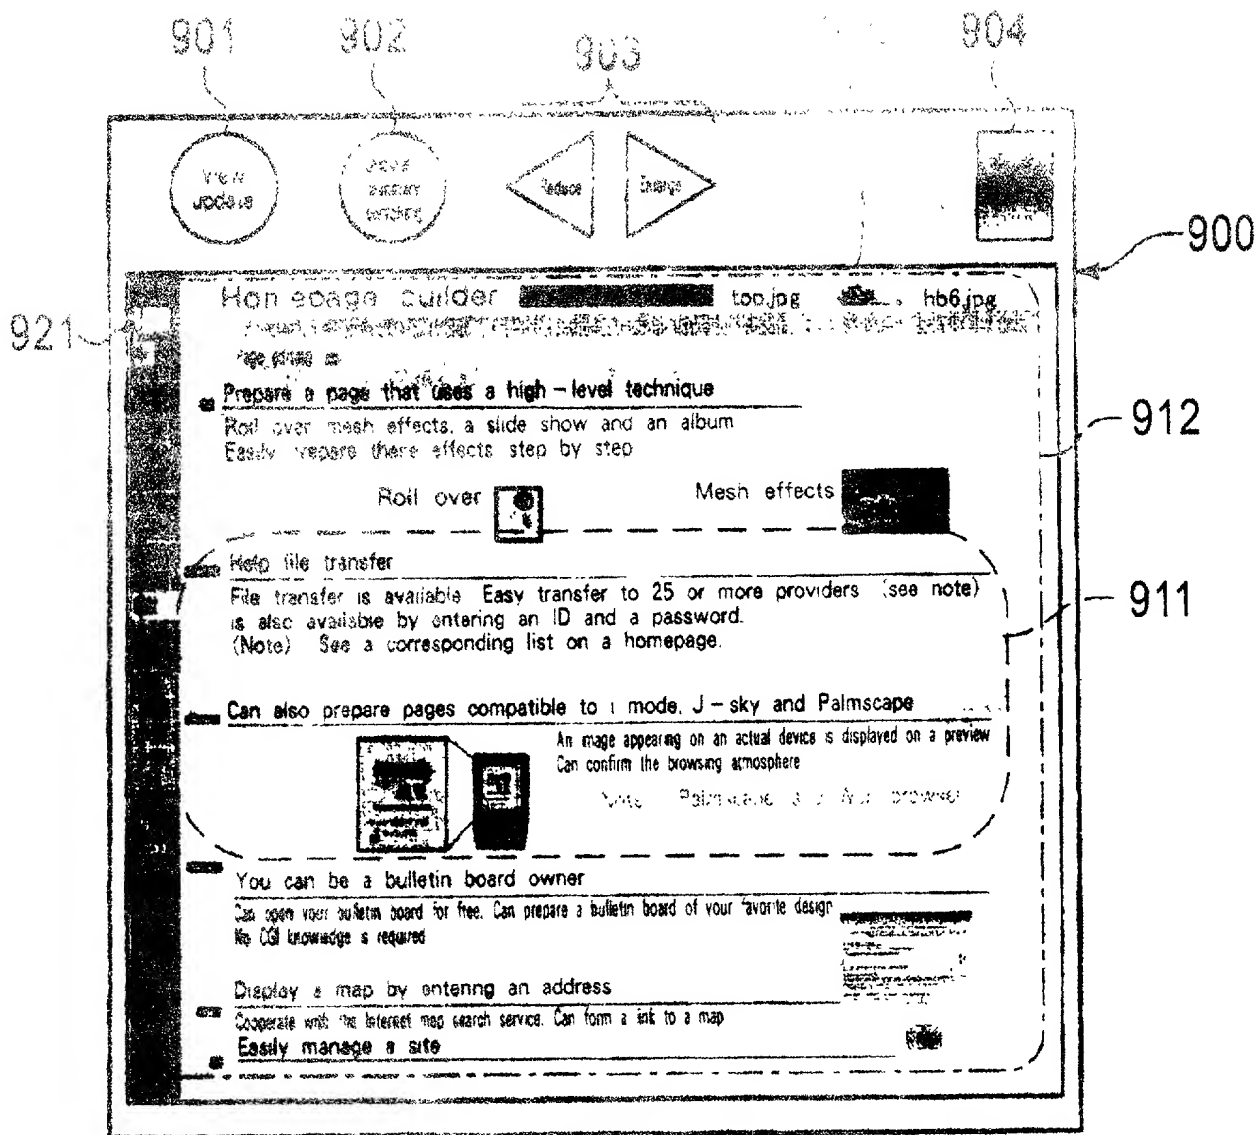 901 902 903 904
View update
Reduce Enlarge
900
Homepage builder top.jpg hb6.jpg
921
Prepare a page that uses a high-level technique
Roll over mesh effects, a slide show and an album
912
Easily prepare there effects step by step
Roll over Mesh effects
Help file transfer
File transfer is available Easy transfer to 25 or more providers (see note)
911
is also available by entering an ID and a password.
(Note) See a corresponding list on a homepage.
Can also prepare pages compatible to i mode, J-sky and Palmscape
An image appearing on an actual device is displayed on a preview
Can confirm the browsing atmosphere
Note Palmscape browser
You can be a bulletin board owner
Can open your bulletin board for free. Can prepare a bulletin board of your favorite design
No CGI knowledge is required
Display a map by entering an address
Cooperate with the Internet map search service. Can form a link to a map
Easily manage a site